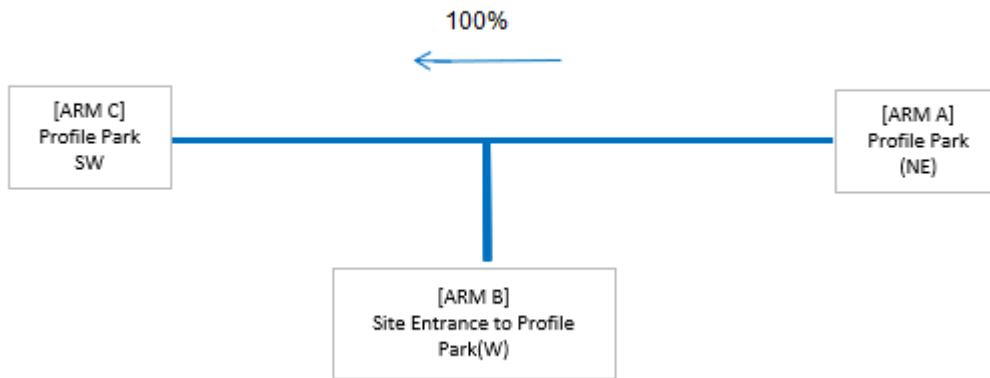 100%
[ARM C]
Profile Park
SW
[ARM A]
Profile Park
(NE)
[ARM B]
Site Entrance to Profile
Park(W)